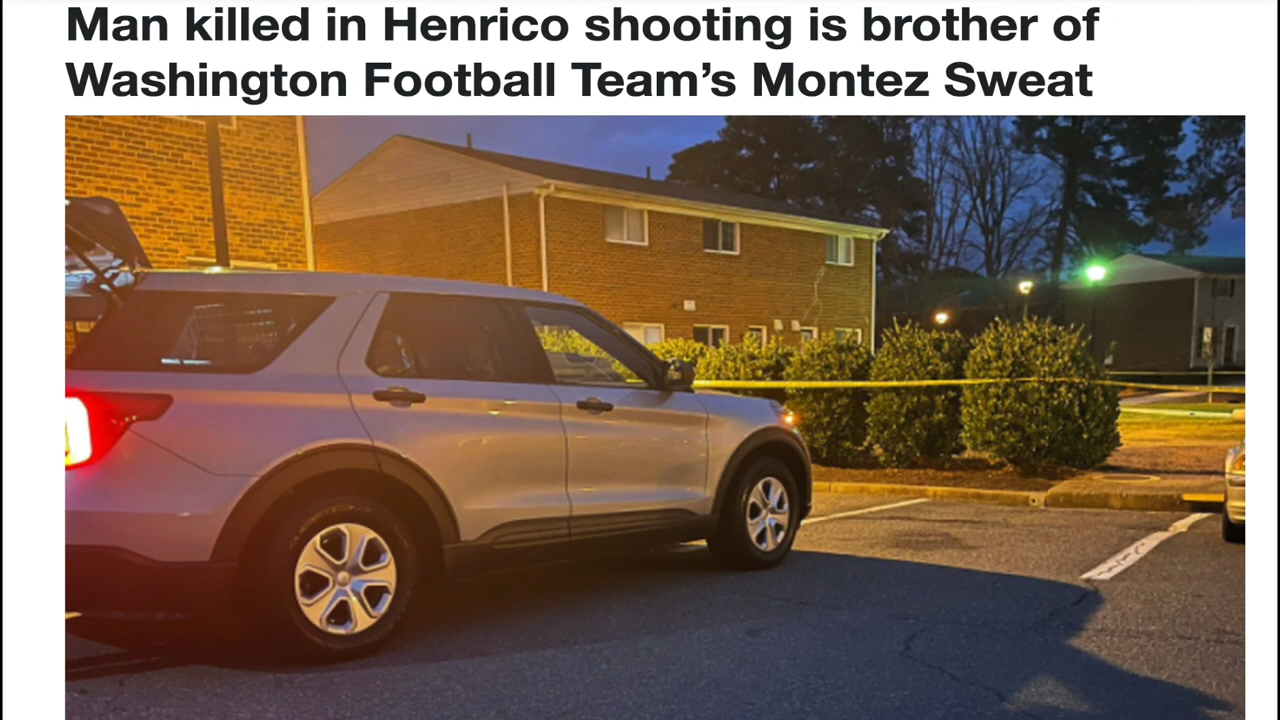 Man killed in Henrico shooting is brother of
Washington Football Team’s Montez Sweat